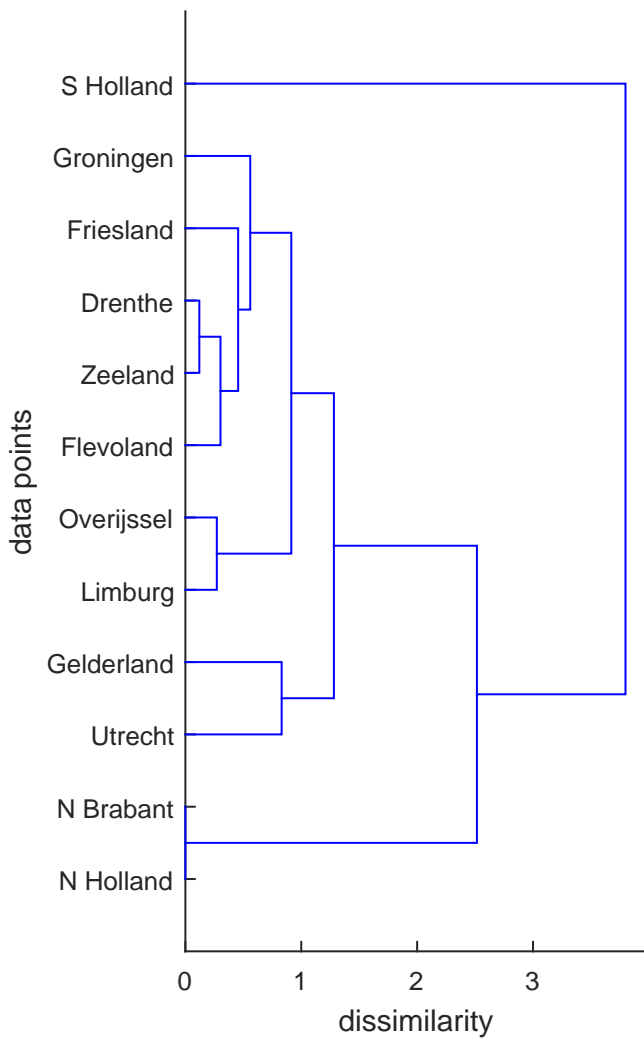 S Holland
Groningen
Friesland
Drenthe
Zeeland
Flevoland
Overijssel
Limburg
Gelderland
Utrecht
N Brabant
N Holland
data points
0 1 2 3
dissimilarity